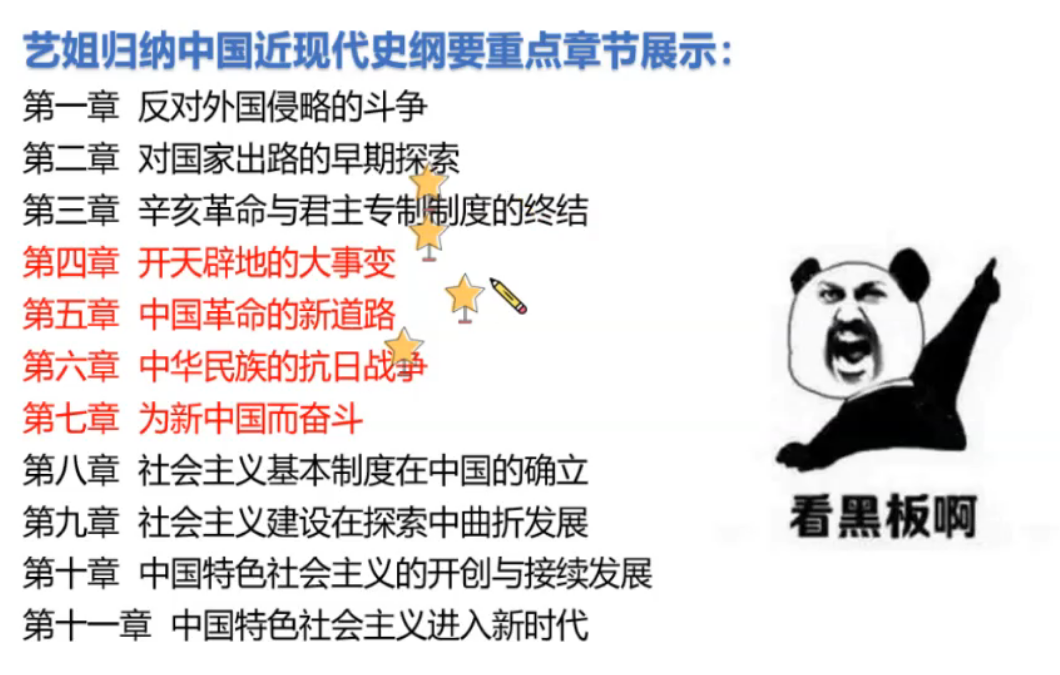 艺姐归纳中国近现代史纲要重点章节展示：
第一章 反对外国侵略的斗争
第二章 对国家出路的早期探索
第三章 辛亥革命与君主专制制度的终结
第四章 开天辟地的大事变
第五章 中国革命的新道路
第六章 中华民族的抗日战争
第七章 为新中国而奋斗
第八章 社会主义基本制度在中国的确立
第九章 社会主义建设在探索中曲折发展
第十章 中国特色社会主义的开创与接续发展
第十一章 中国特色社会主义进入新时代
看黑板啊